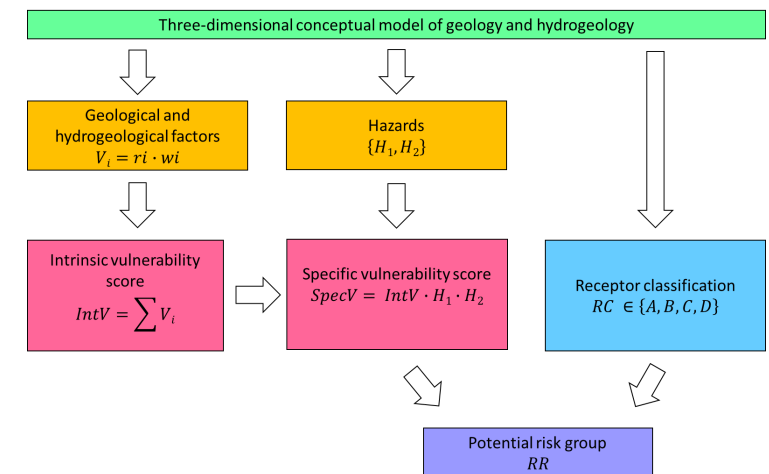 Three-dimensional conceptual model of geology and hydrogeology
Geological and
hydrogeological factors
V_i = ri · wi
Hazards
{H_1, H_2}
Intrinsic vulnerability
score
IntV = ∑ V_i
Specific vulnerability score
SpecV = IntV · H_1 · H_2
Receptor classification
RC ∈ {A, B, C, D}
Potential risk group
RR